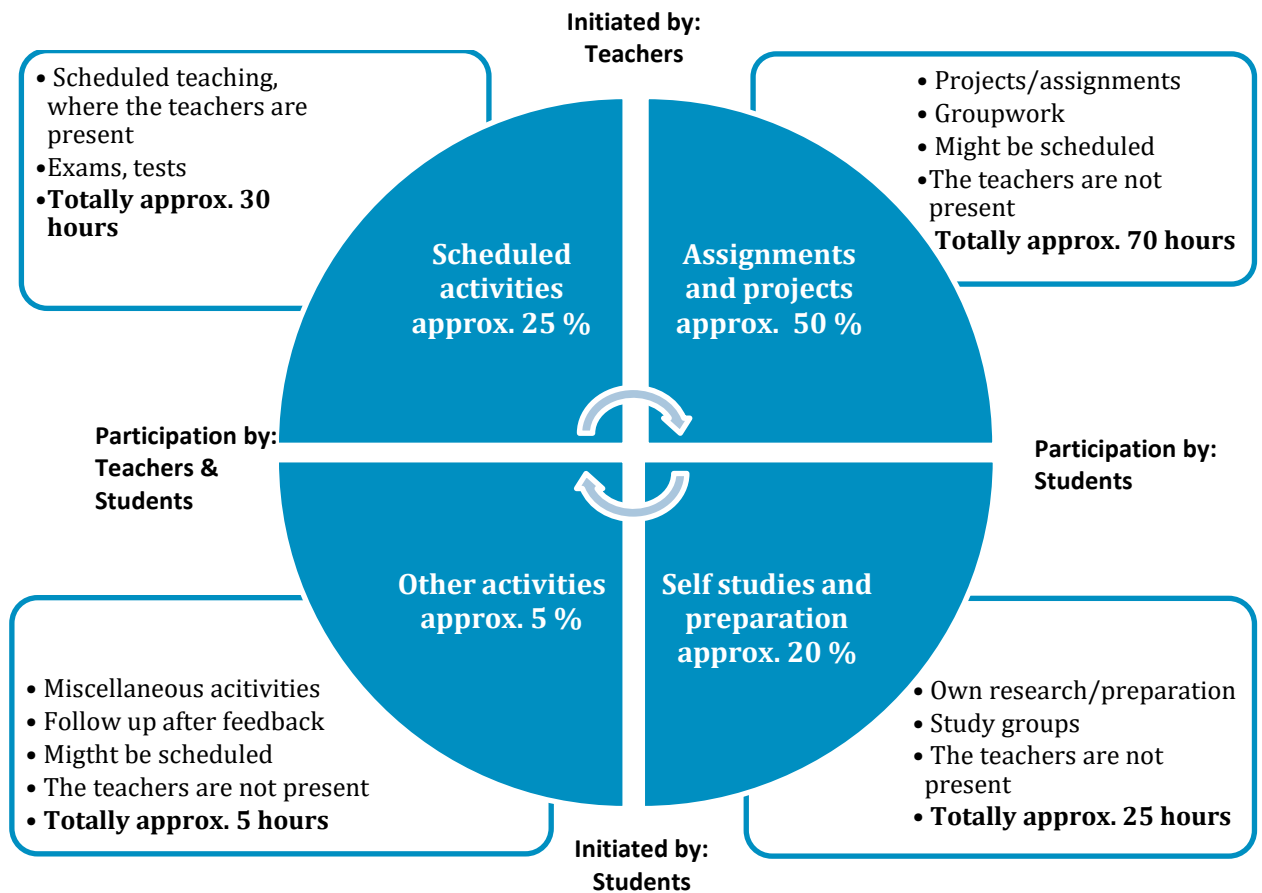 Initiated by:
Teachers
• Scheduled teaching,
where the teachers are
present
•Exams, tests
•Totally approx. 30
hours
• Projects/assignments
• Groupwork
• Might be scheduled
•The teachers are not
present
Totally approx. 70 hours
Scheduled
activities
approx. 25 %
Assignments
and projects
approx. 50 %
Participation by:
Teachers &
Students
Participation by:
Students
Other activities
approx. 5 %
Self studies and
preparation
approx. 20 %
• Miscellaneous acitivities
• Follow up after feedback
• Migtht be scheduled
• The teachers are not present
• Totally approx. 5 hours
• Own research/preparation
• Study groups
• The teachers are not
present
• Totally approx. 25 hours
Initiated by:
Students